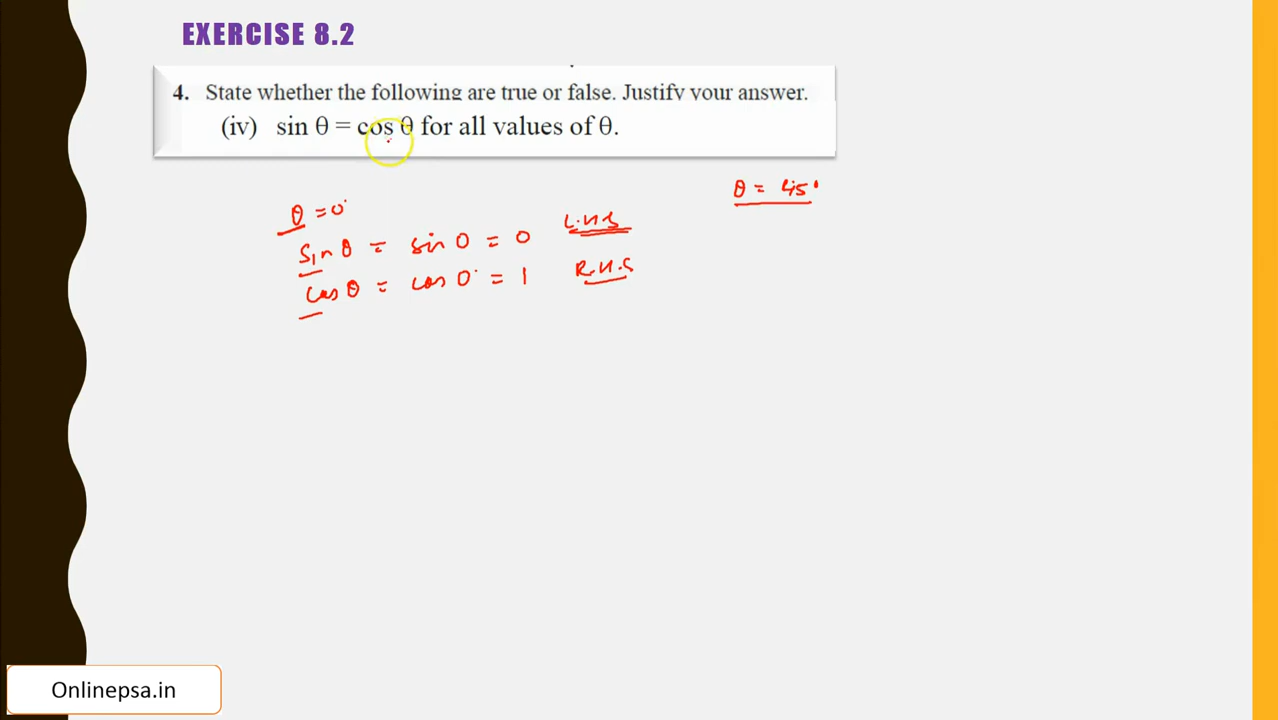 EXERCISE 8.2
4. State whether the following are true or false. Justify your answer.
(iv) sin θ = cos θ for all values of θ.
θ = 45°
θ = 0°
sin θ = sin 0 = 0 L.H.S
cos θ = cos 0° = 1 R.H.S
Onlinepsa.in